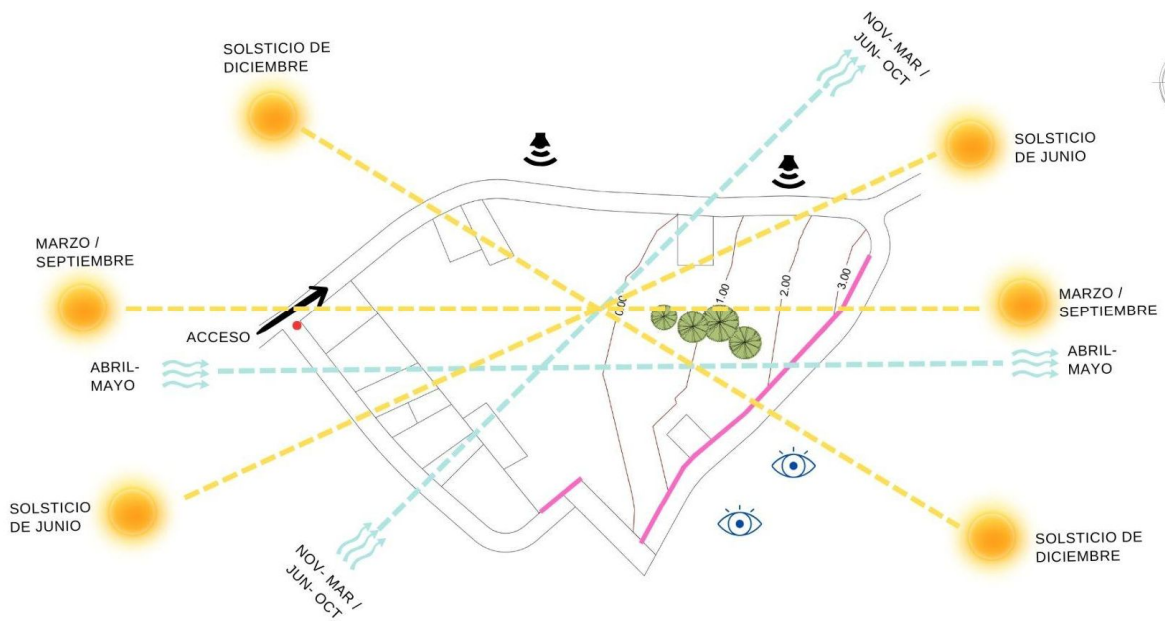 NOV- MAR /
JUN- OCT
SOLSTICIO DE
DICIEMBRE
SOLSTICIO
DE JUNIO
MARZO /
SEPTIEMBRE
ACCESO
0.00
1.00
2.00
3.00
MARZO /
SEPTIEMBRE
ABRIL-
MAYO
ABRIL-
MAYO
SOLSTICIO
DE JUNIO
NOV- MAR /
JUN- OCT
SOLSTICIO DE
DICIEMBRE